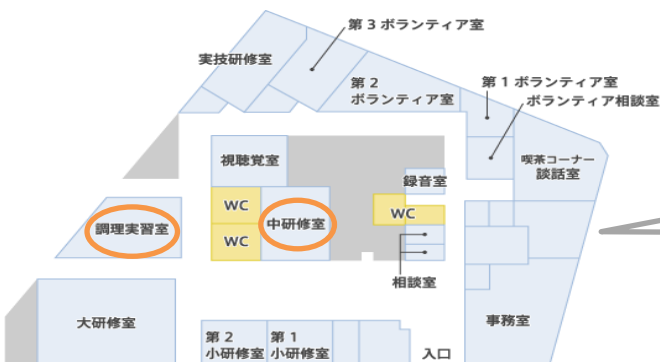 第3ボランティア室
実技研修室
第2
ボランティア室
第1ボランティア室
ボランティア相談室
視聴覚室
喫茶コーナー
談話室
録音室
WC
中研修室
WC
WC
調理実習室
相談室
大研修室
事務室
第2
小研修室
第1
小研修室
入口